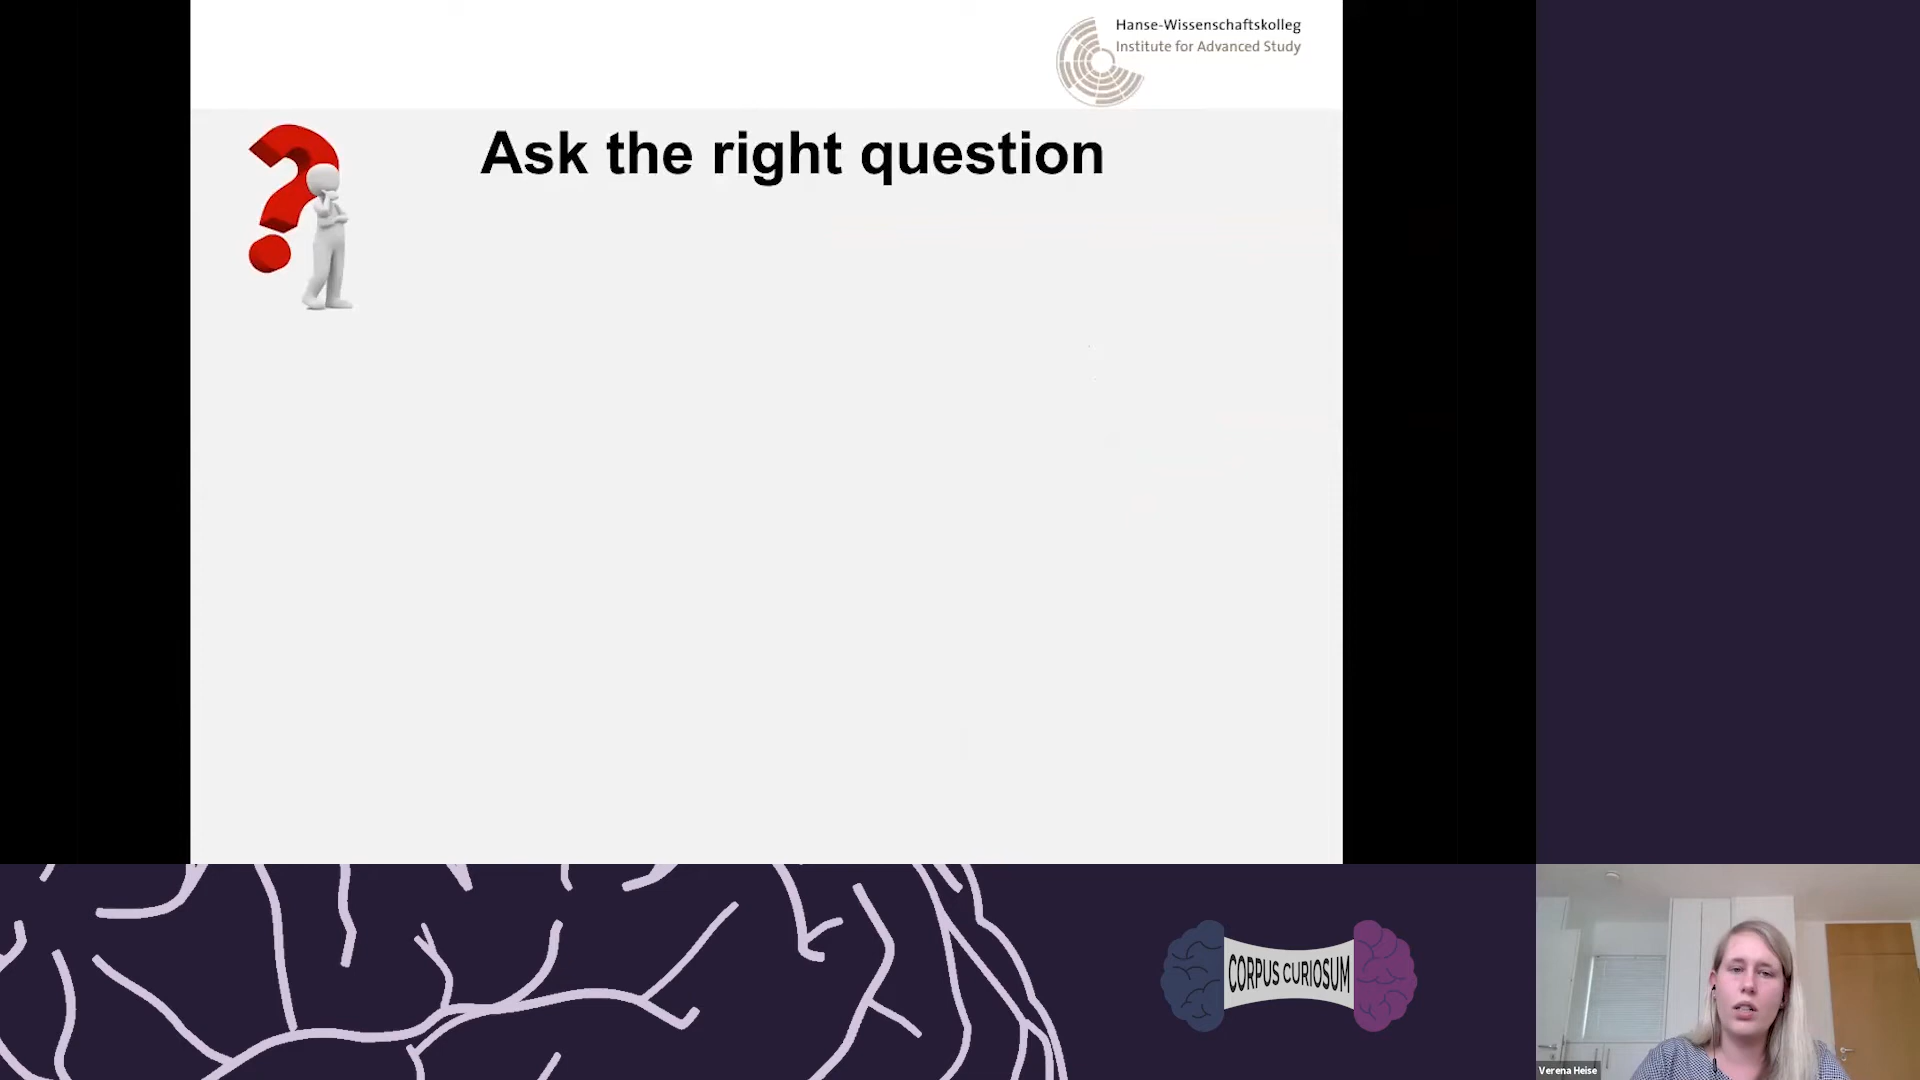 Hanse-Wissenschaftskolleg
Institute for Advanced Study
Ask the right question
CORPUS CURIOSUM
Verena Heise